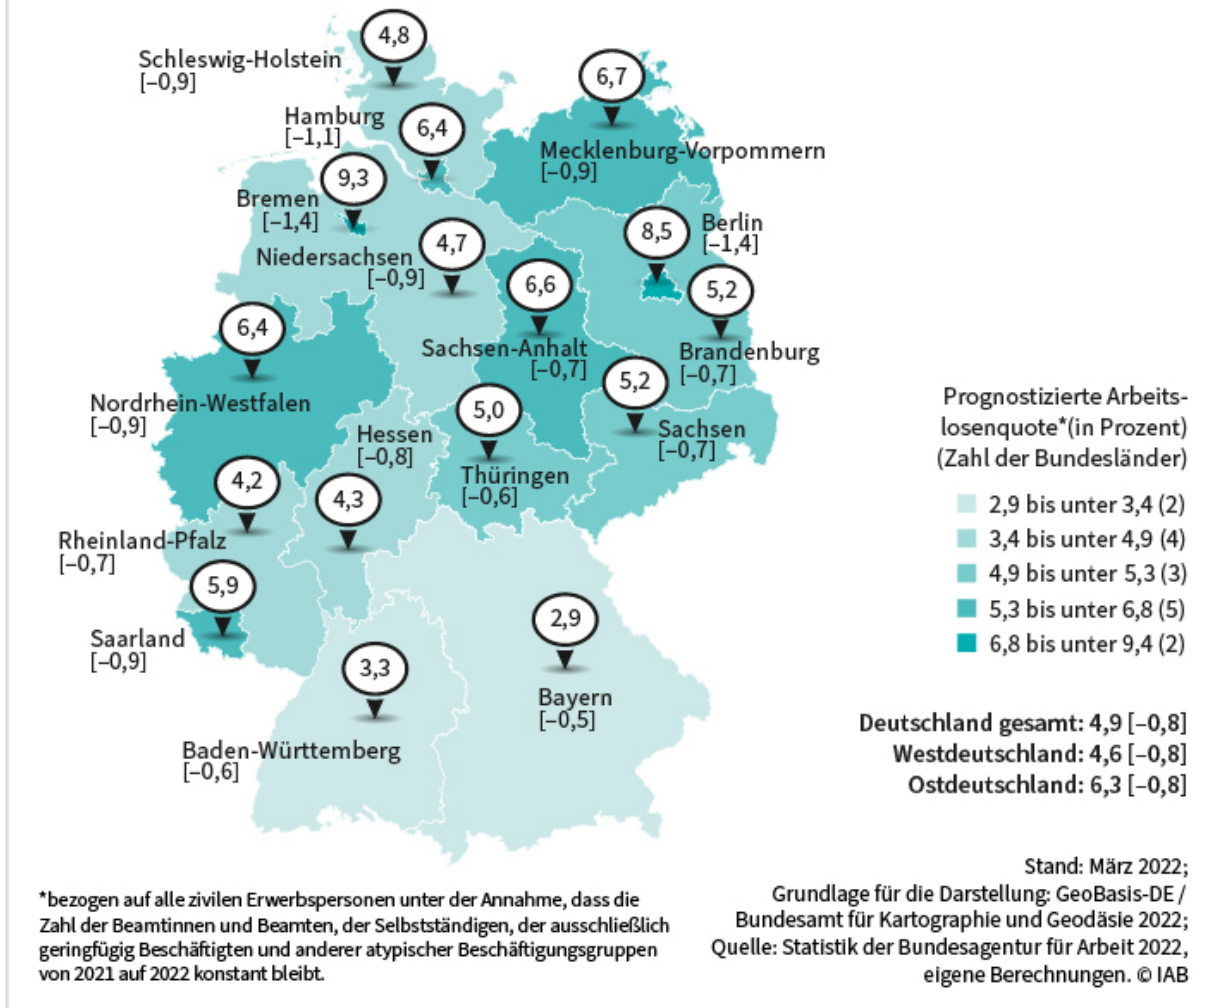 4,8
Schleswig-Holstein
[–0,9]
6,7
Mecklenburg-Vorpommern
[–0,9]
Hamburg
[–1,1]
6,4
9,3
Bremen
[–1,4]
8,5
Berlin
[–1,4]
4,7
Niedersachsen
[–0,9]
6,6
Sachsen-Anhalt
[–0,7]
5,2
Brandenburg
[–0,7]
6,4
Nordrhein-Westfalen
[–0,9]
5,2
Sachsen
[–0,7]
5,0
Thüringen
[–0,6]
Hessen
[–0,8]
4,3
4,2
Rheinland-Pfalz
[–0,7]
5,9
Saarland
[–0,9]
2,9
Bayern
[–0,5]
3,3
Baden-Württemberg
[–0,6]
Prognostizierte Arbeits-
losenquote*(in Prozent)
(Zahl der Bundesländer)
2,9 bis unter 3,4 (2)
3,4 bis unter 4,9 (4)
4,9 bis unter 5,3 (3)
5,3 bis unter 6,8 (5)
6,8 bis unter 9,4 (2)
Deutschland gesamt: 4,9 [–0,8]
Westdeutschland: 4,6 [–0,8]
Ostdeutschland: 6,3 [–0,8]
*bezogen auf alle zivilen Erwerbspersonen unter der Annahme, dass die
Zahl der Beamtinnen und Beamten, der Selbstständigen, der ausschließlich
geringfügig Beschäftigten und anderer atypischer Beschäftigungsgruppen
von 2021 auf 2022 konstant bleibt.
Stand: März 2022;
Grundlage für die Darstellung: GeoBasis-DE /
Bundesamt für Kartographie und Geodäsie 2022;
Quelle: Statistik der Bundesagentur für Arbeit 2022,
eigene Berechnungen. © IAB